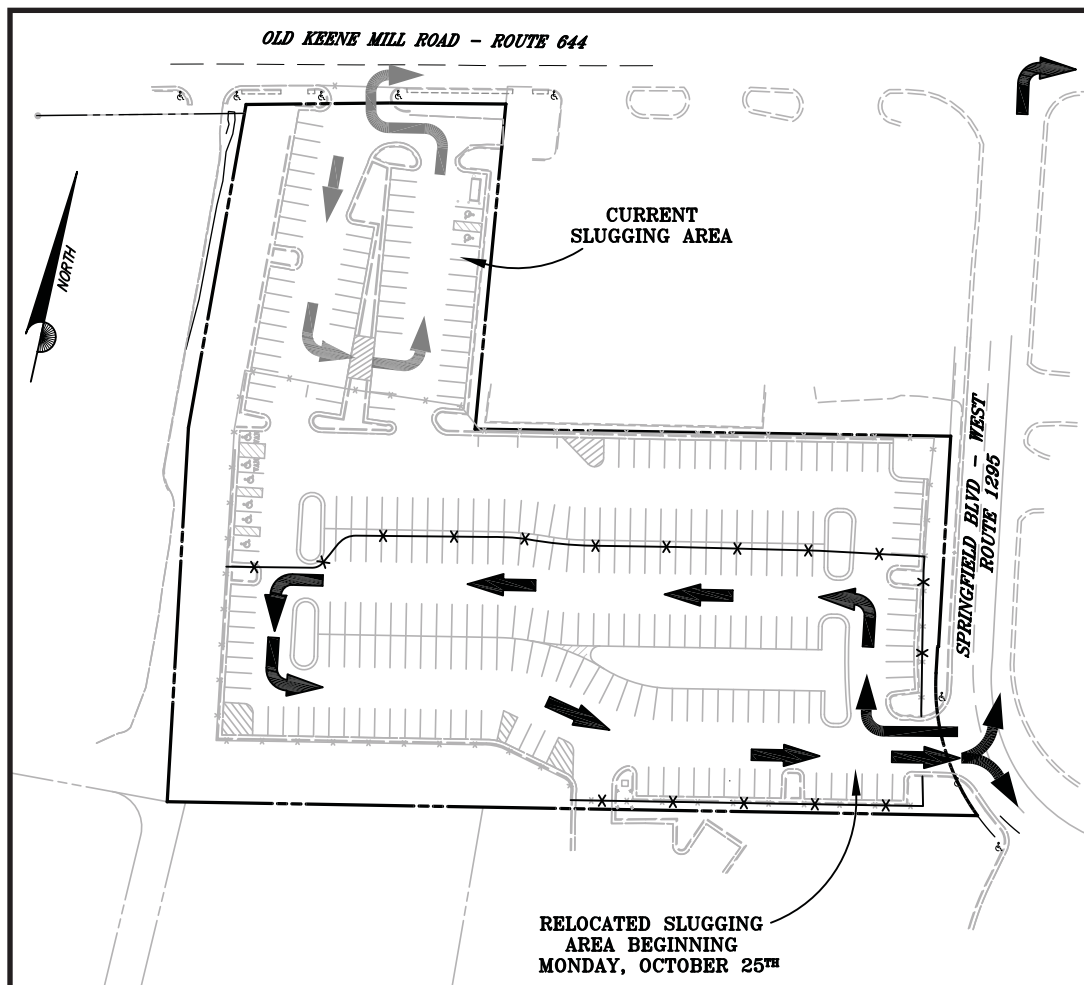 OLD KEENE MILL ROAD - ROUTE 644
CURRENT
SLUGGING AREA
NORTH
SPRINGFIELD BLVD - WEST
ROUTE 1295
RELOCATED SLUGGING
AREA BEGINNING
MONDAY, OCTOBER 25TH